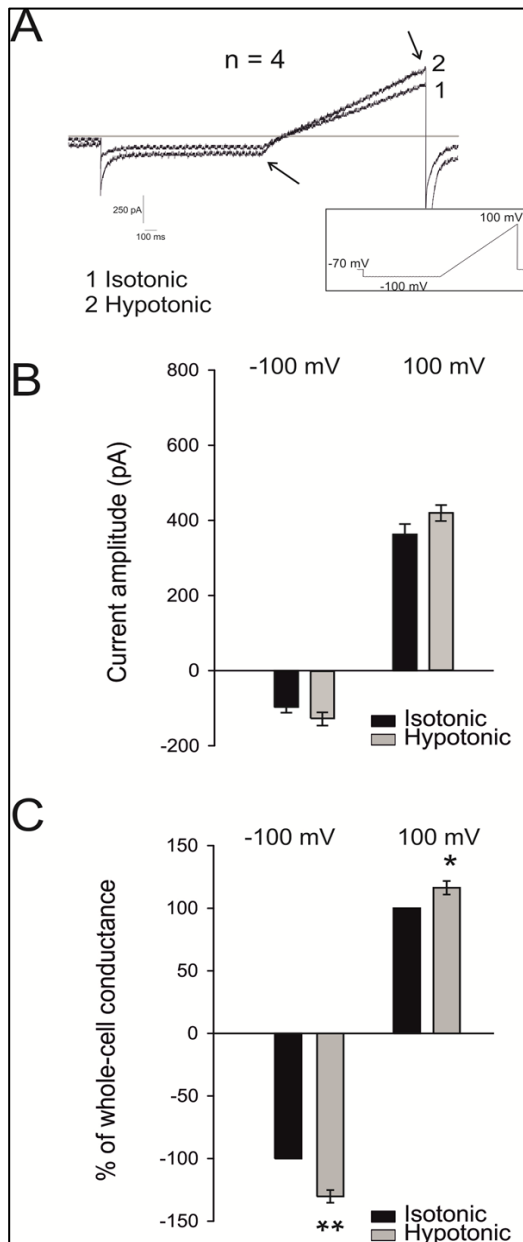 A
n = 4
2
1
250 pA
100 ms
100 mV
-70 mV
-100 mV
1 Isotonic
2 Hypotonic
B
-100 mV 100 mV
Current amplitude (pA)
800
600
400
200
0
-200
Isotonic
Hypotonic
C
-100 mV 100 mV
% of whole-cell conductance
150
100
50
0
-50
-100
-150
*
**
Isotonic
Hypotonic